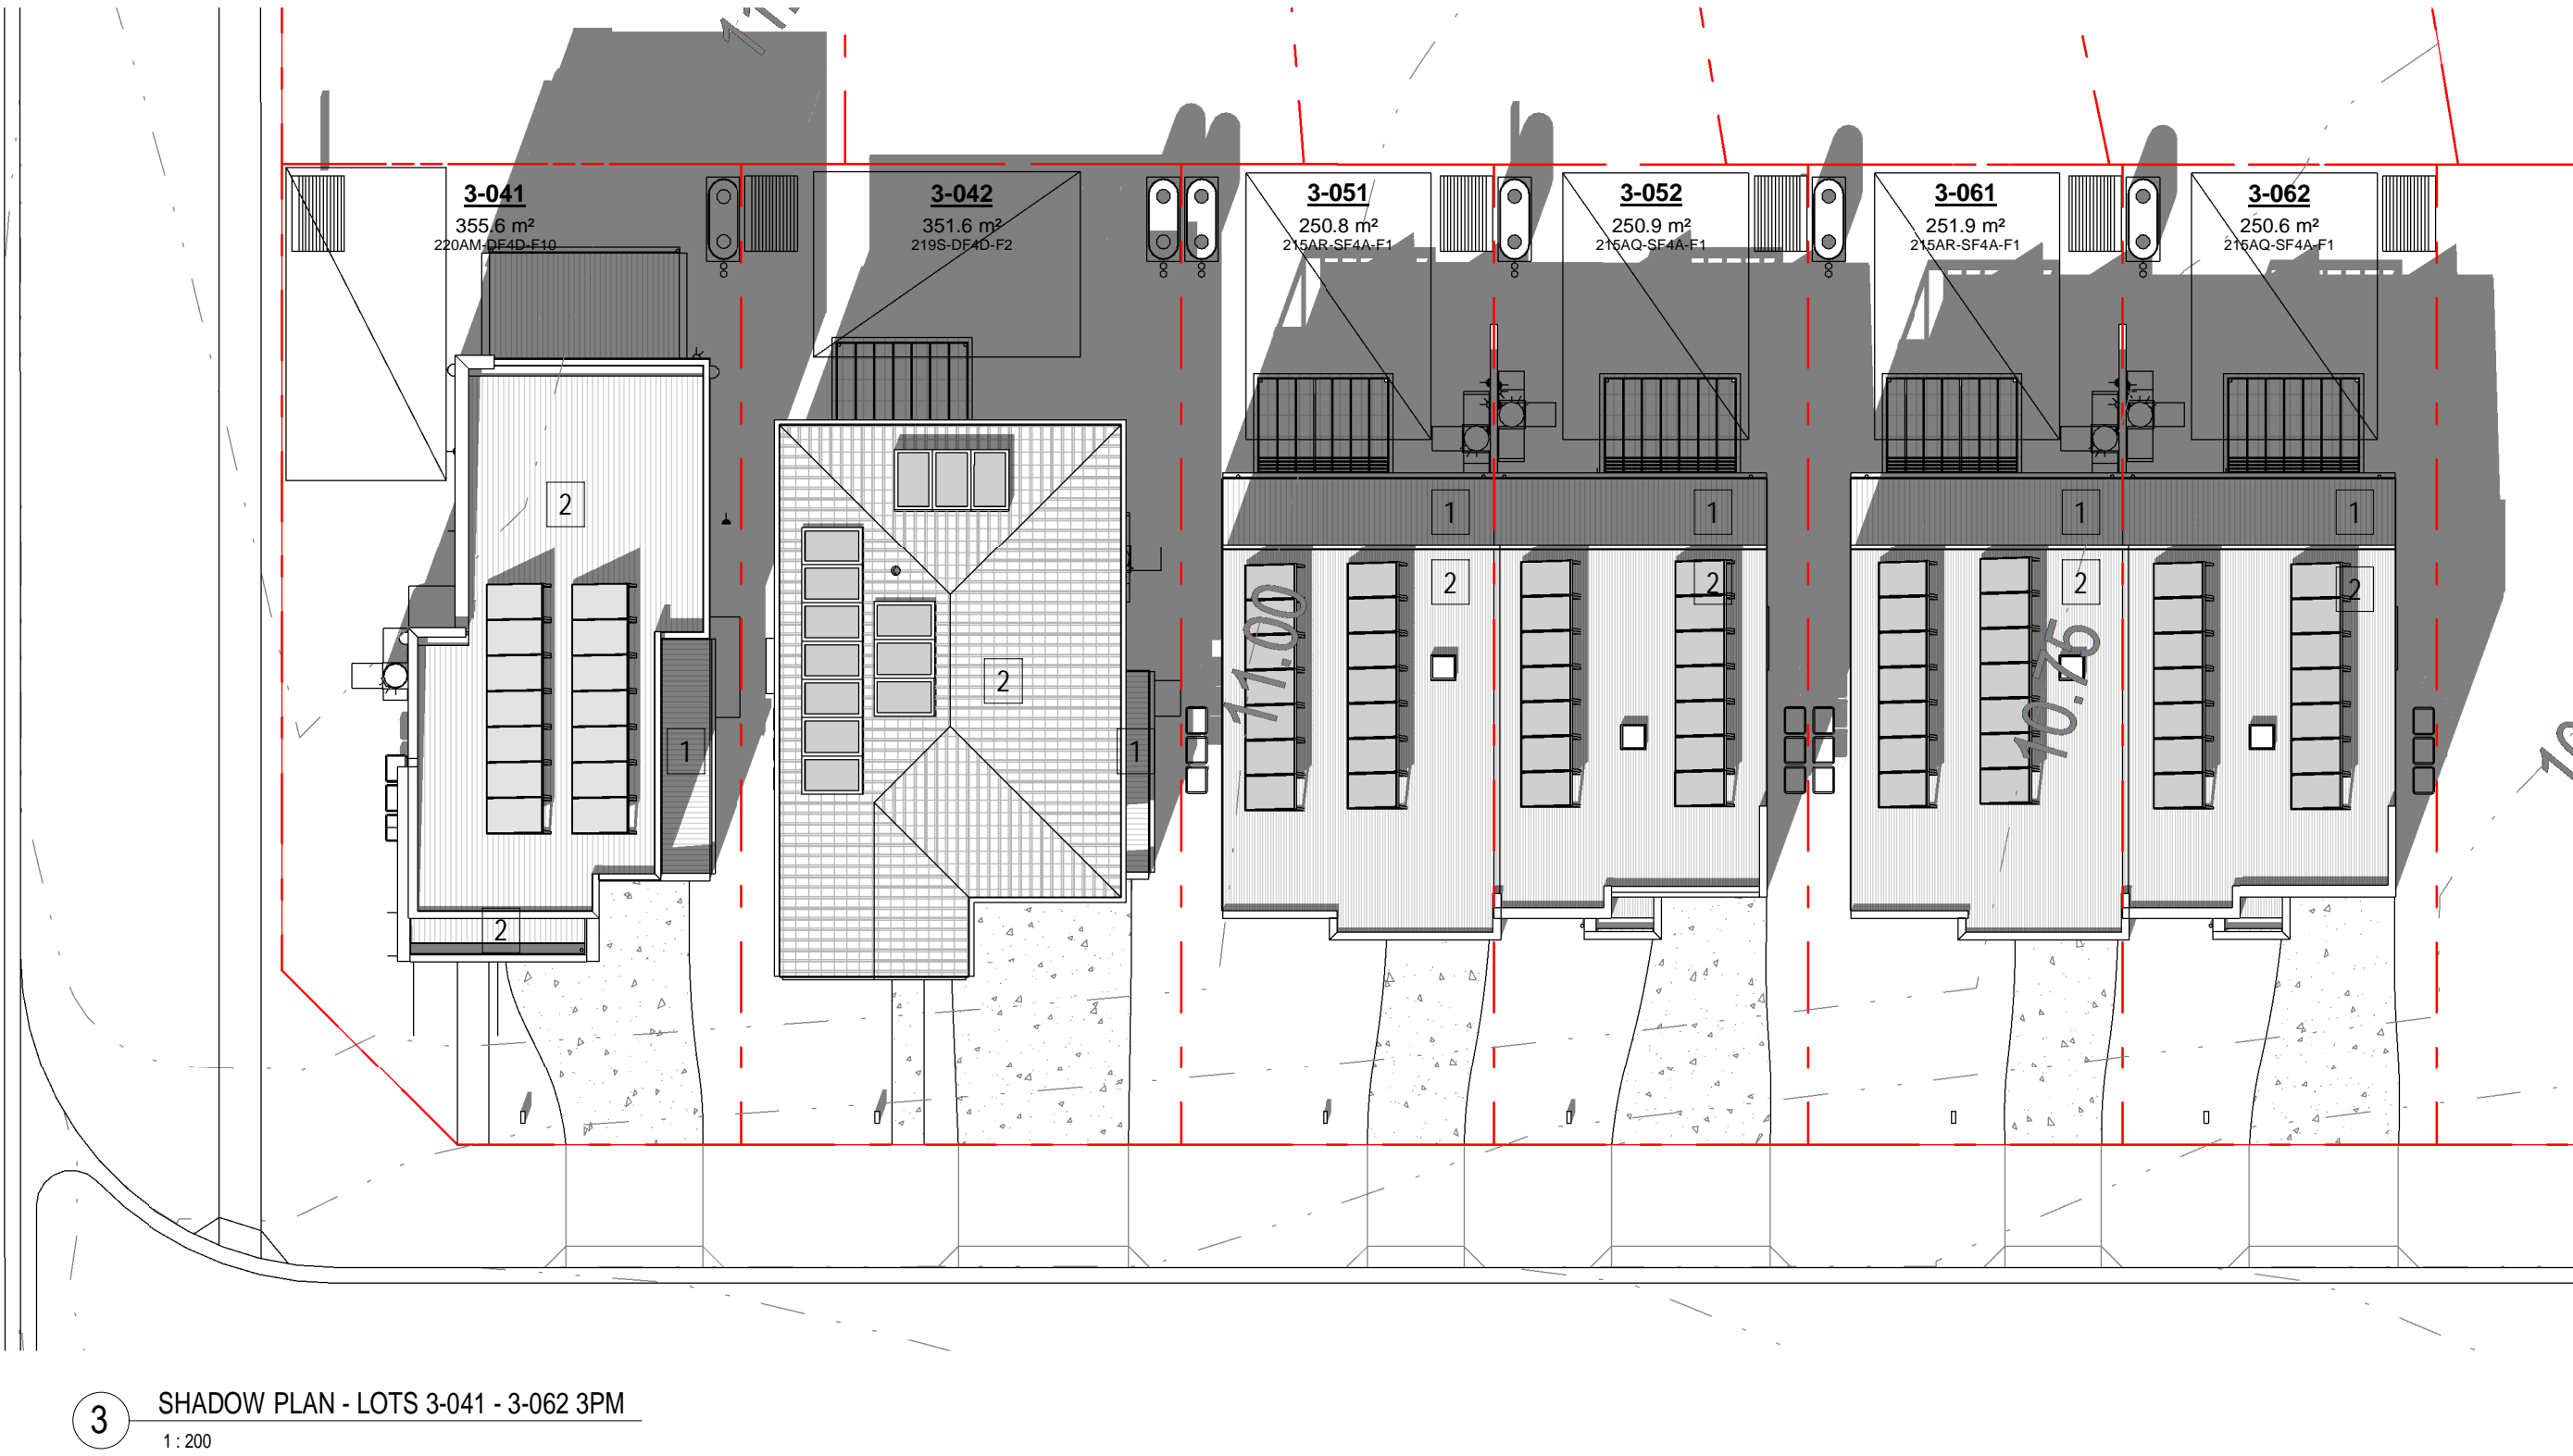 3-041
355.6 m²
220AM-DF4D-F10
3-042
351.6 m²
219S-DF4D-F2
3-051
250.8 m²
215AR-SF4A-F1
3-052
250.9 m²
215AQ-SF4A-F1
3-061
251.9 m²
215AR-SF4A-F1
3-062
250.6 m²
215AQ-SF4A-F1
2
1
1
1
1
2
2
2
2
11.00
10.75
2
1
1
2
3
SHADOW PLAN - LOTS 3-041 - 3-062 3PM
1 : 200